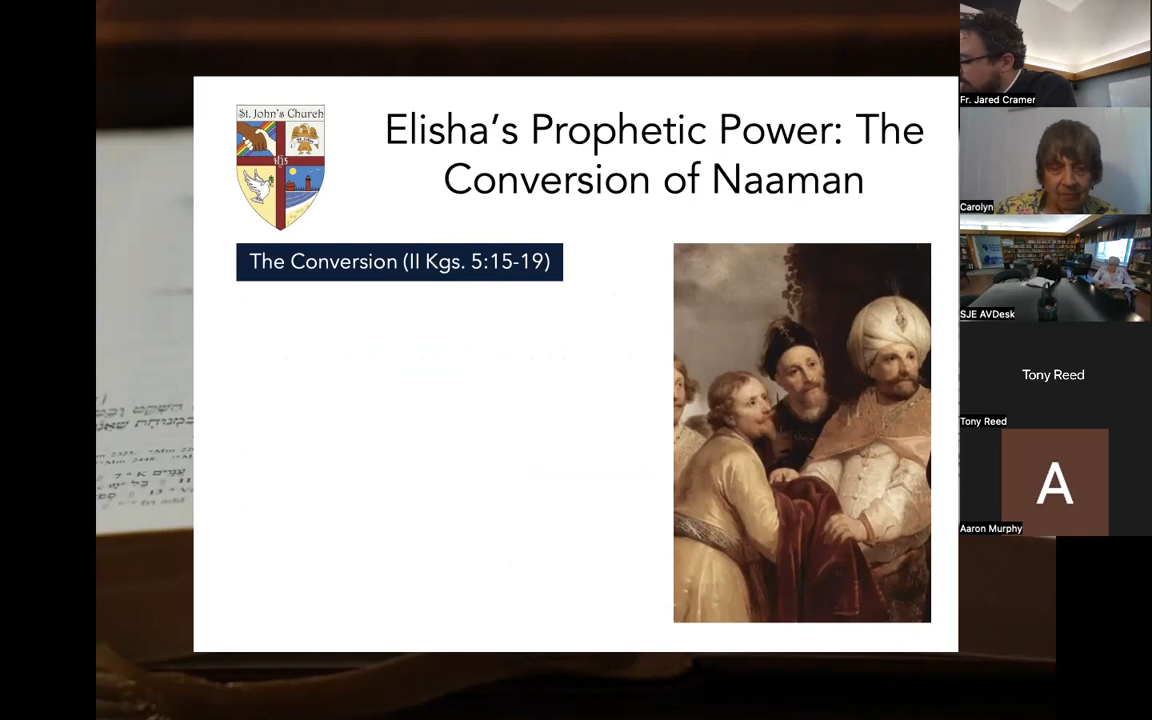 St. John's Church
Elisha's Prophetic Power: The
Conversion of Naaman
The Conversion (II Kgs. 5:15-19)
Fr. Jared Cramer
Carolyn
SJE AVDesk
Tony Reed
Tony Reed
A
Aaron Murphy